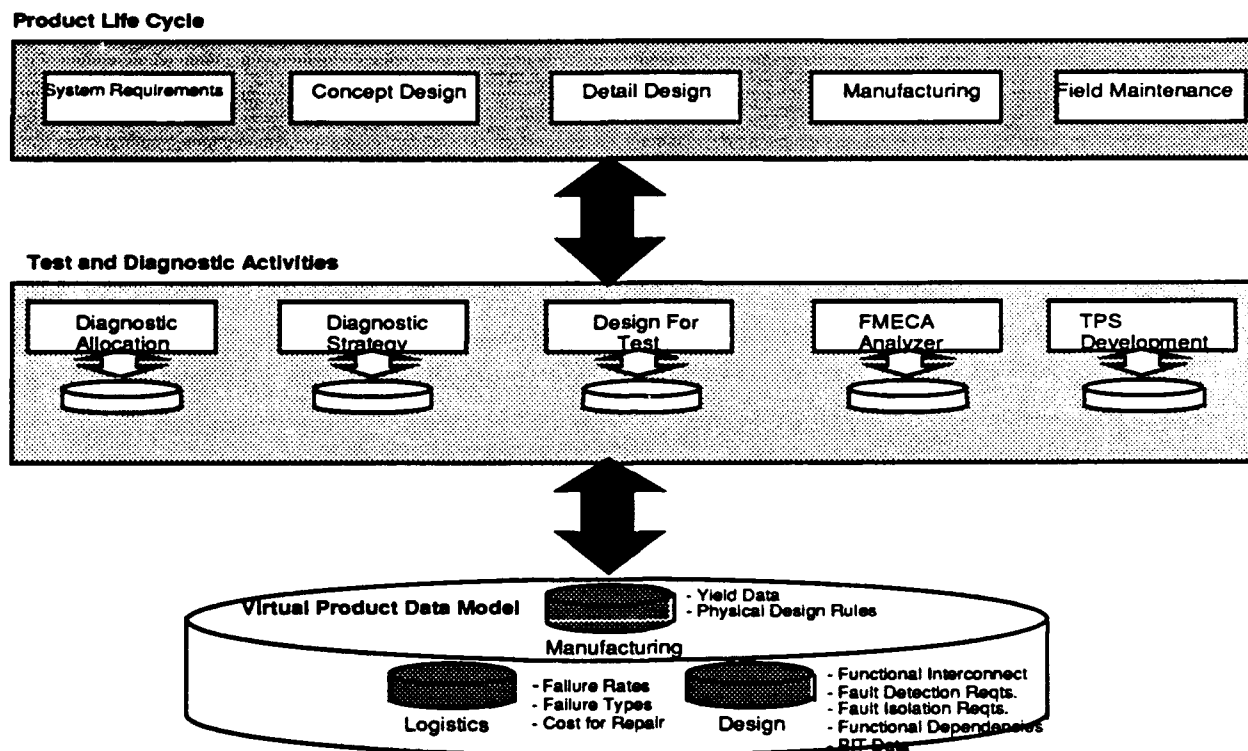 Product Life Cycle
System Requirements
Concept Design
Detail Design
Manufacturing
Field Maintenance
Test and Diagnostic Activities
Diagnostic
Allocation
Diagnostic
Strategy
Design For
Test
FMECA
Analyzer
TPS
Development
Virtual Product Data Model
- Yield Data
- Physical Design Rules
Manufacturing
- Failure Rates
- Failure Types
- Cost for Repair
Logistics
- Functional Interconnect
- Fault Detection Reqts.
- Fault Isolation Reqts.
- Functional Dependencies
- BIT Data
Design